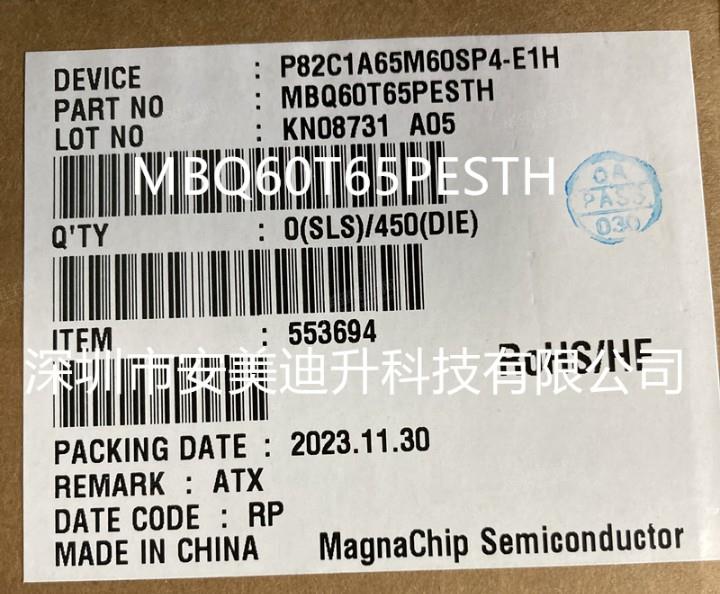 DEVICE : P82C1A65M60SP4-E1H
PART NO : MBQ60T65PESTH
LOT NO : KN08731 A05
MBQ60T65PESTH
QA
PASS
030
Q'TY : 0(SLS)/450(DIE)
ITEM : 553694
RoHS/HF
深圳市安美迪升科技有限公司
PACKING DATE : 2023.11.30
REMARK : ATX
DATE CODE : RP
MADE IN CHINA MagnaChip Semiconductor